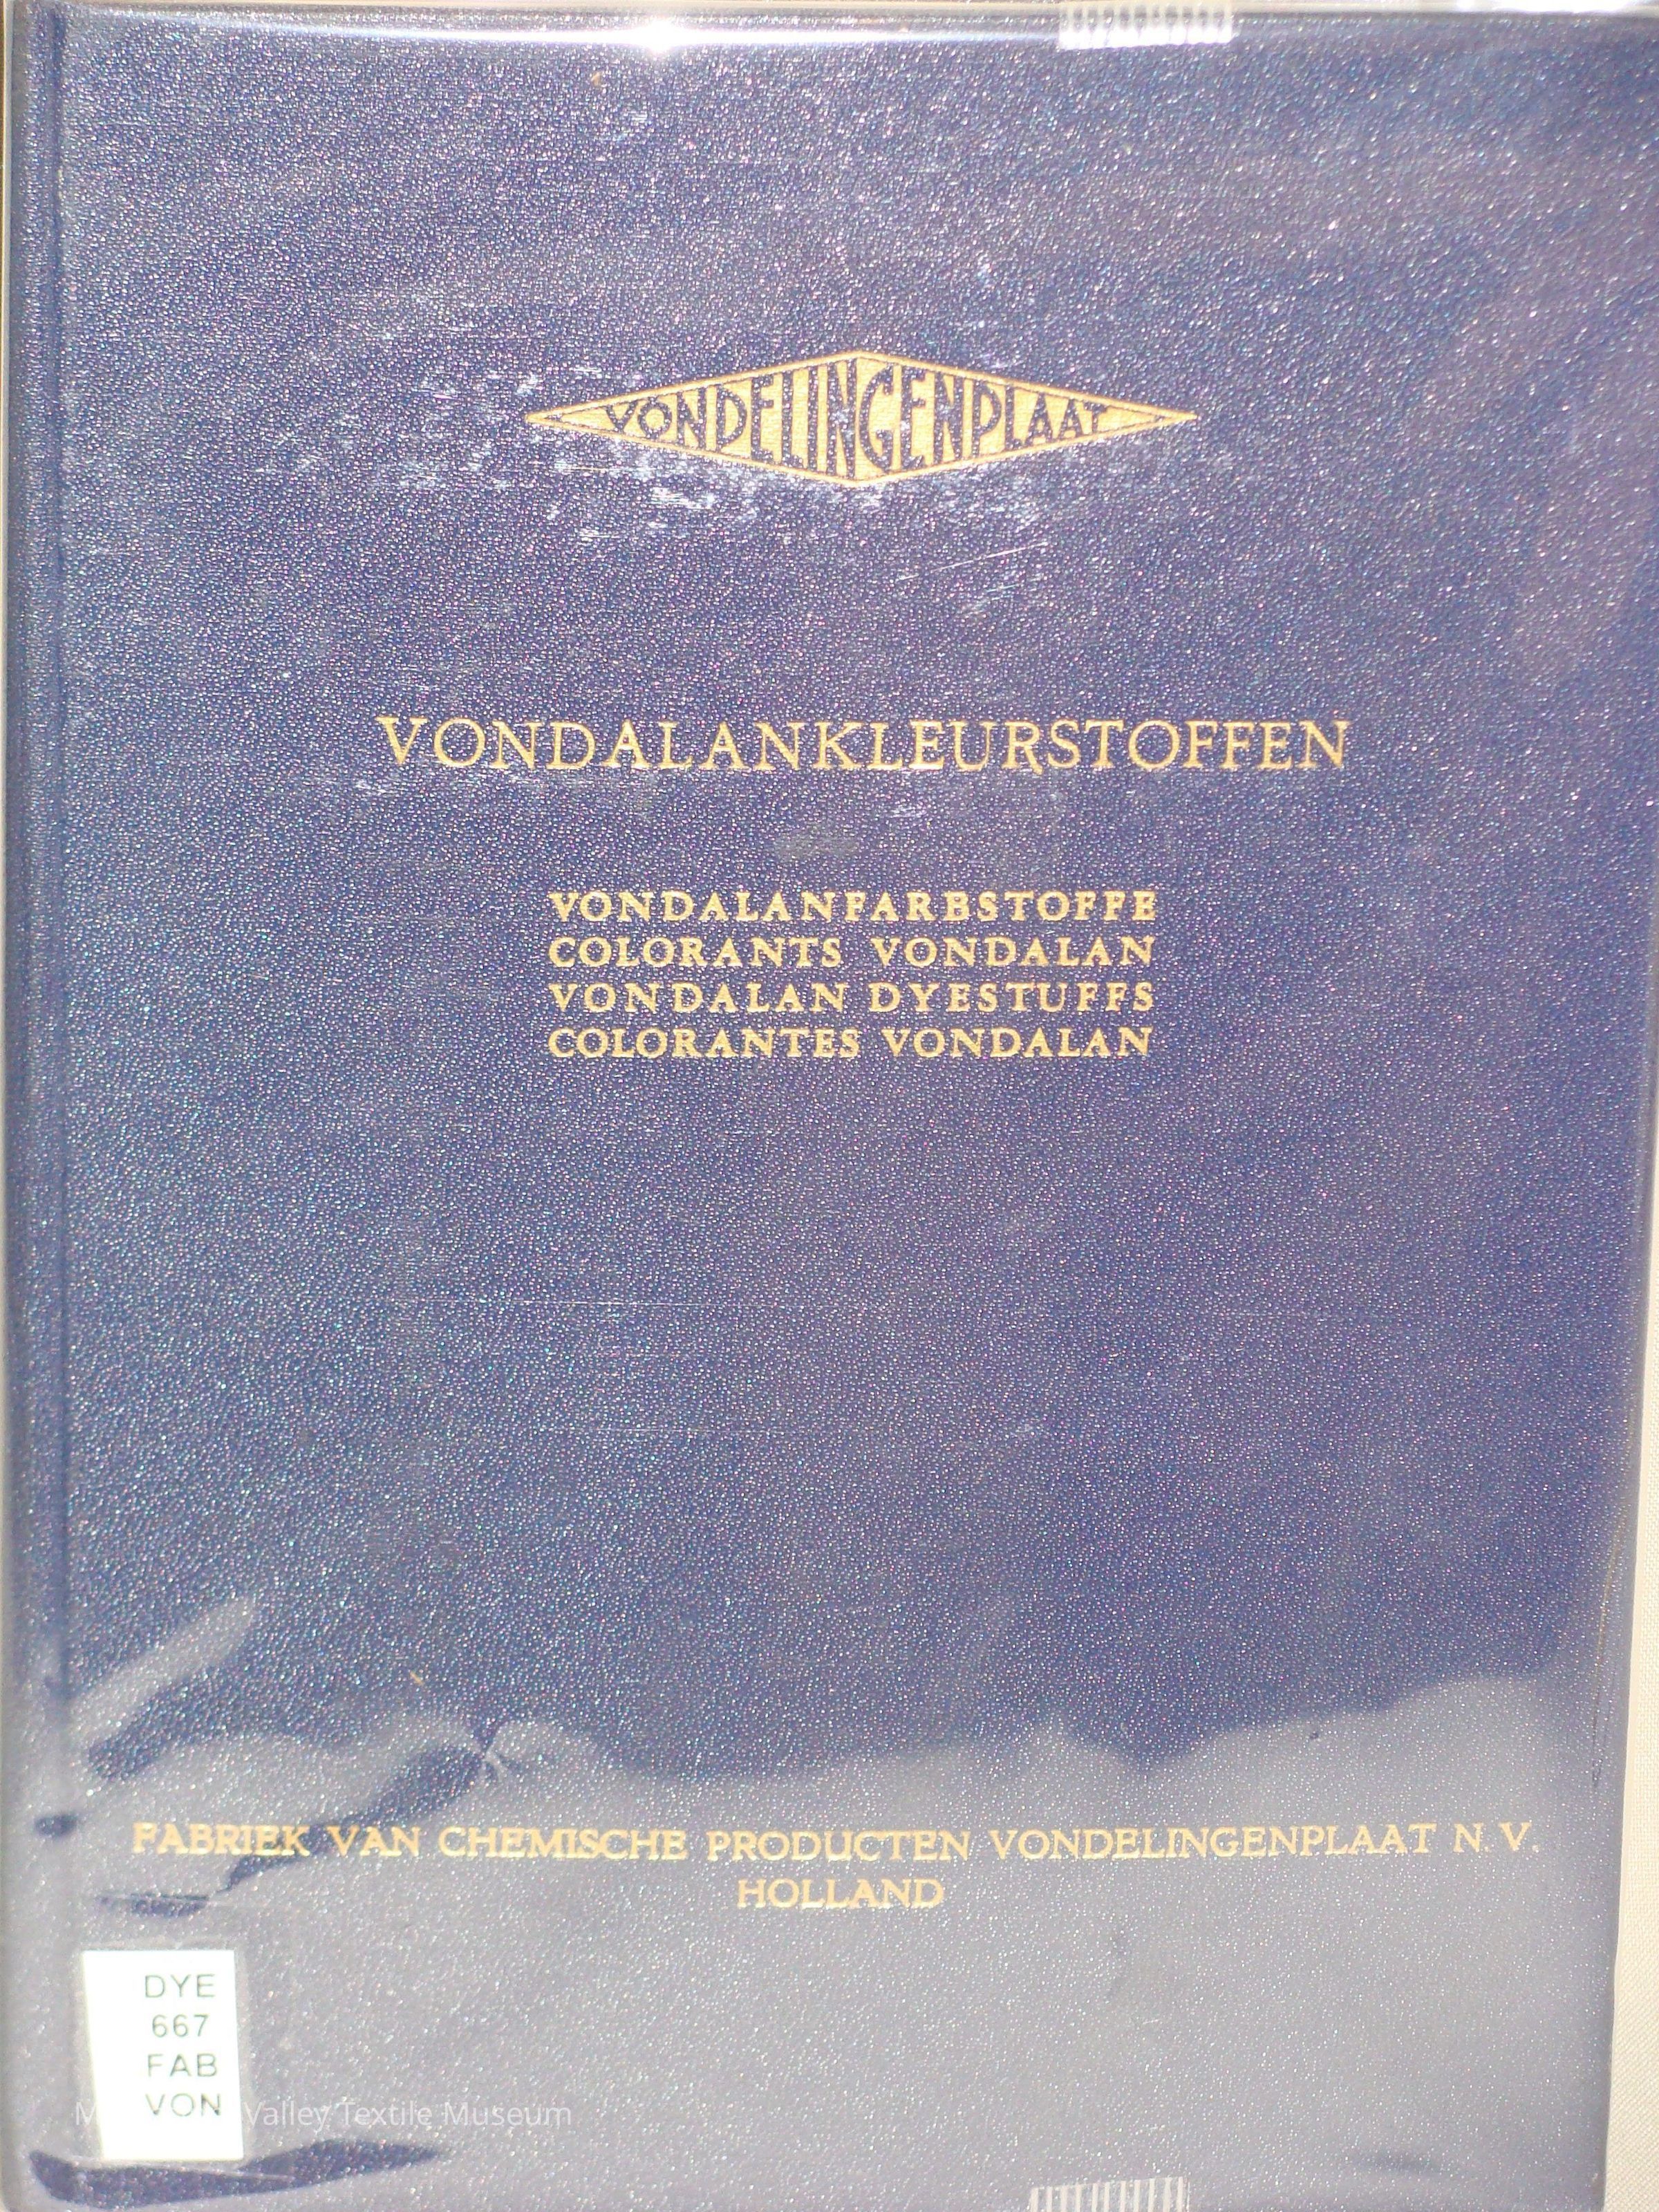 VONDELINGENPLAAT
VONDALANKLEURSTOFFEN
VONDALANFARBSTOFFE
COLORANTS VONDALAN
VONDALAN DYESTUFFS
COLORANTES VONDALAN
FABRIEK VAN CHEMISCHE PRODUCTEN VONDELINGENPLAAT N.V.
HOLLAND
DYE
667
FAB
VON
Valley Textile Museum